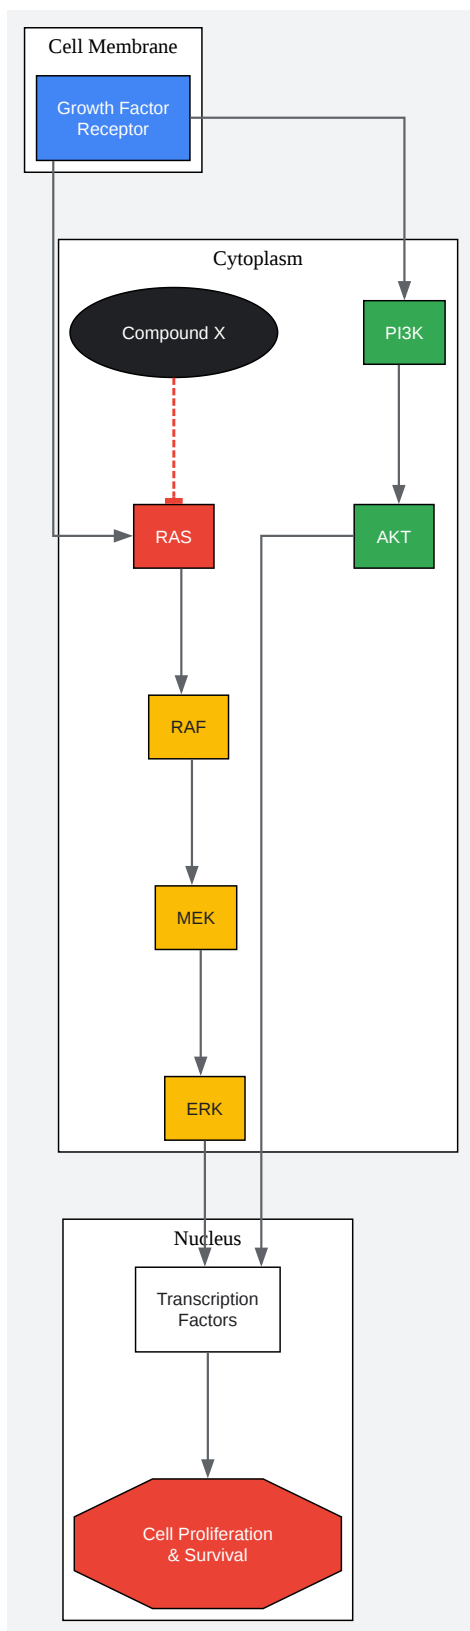 Cell Membrane
Growth Factor
Receptor
Cytoplasm
Compound X
PI3K
RAS
AKT
RAF
MEK
ERK
Nucleus
Transcription
Factors
Cell Proliferation
& Survival